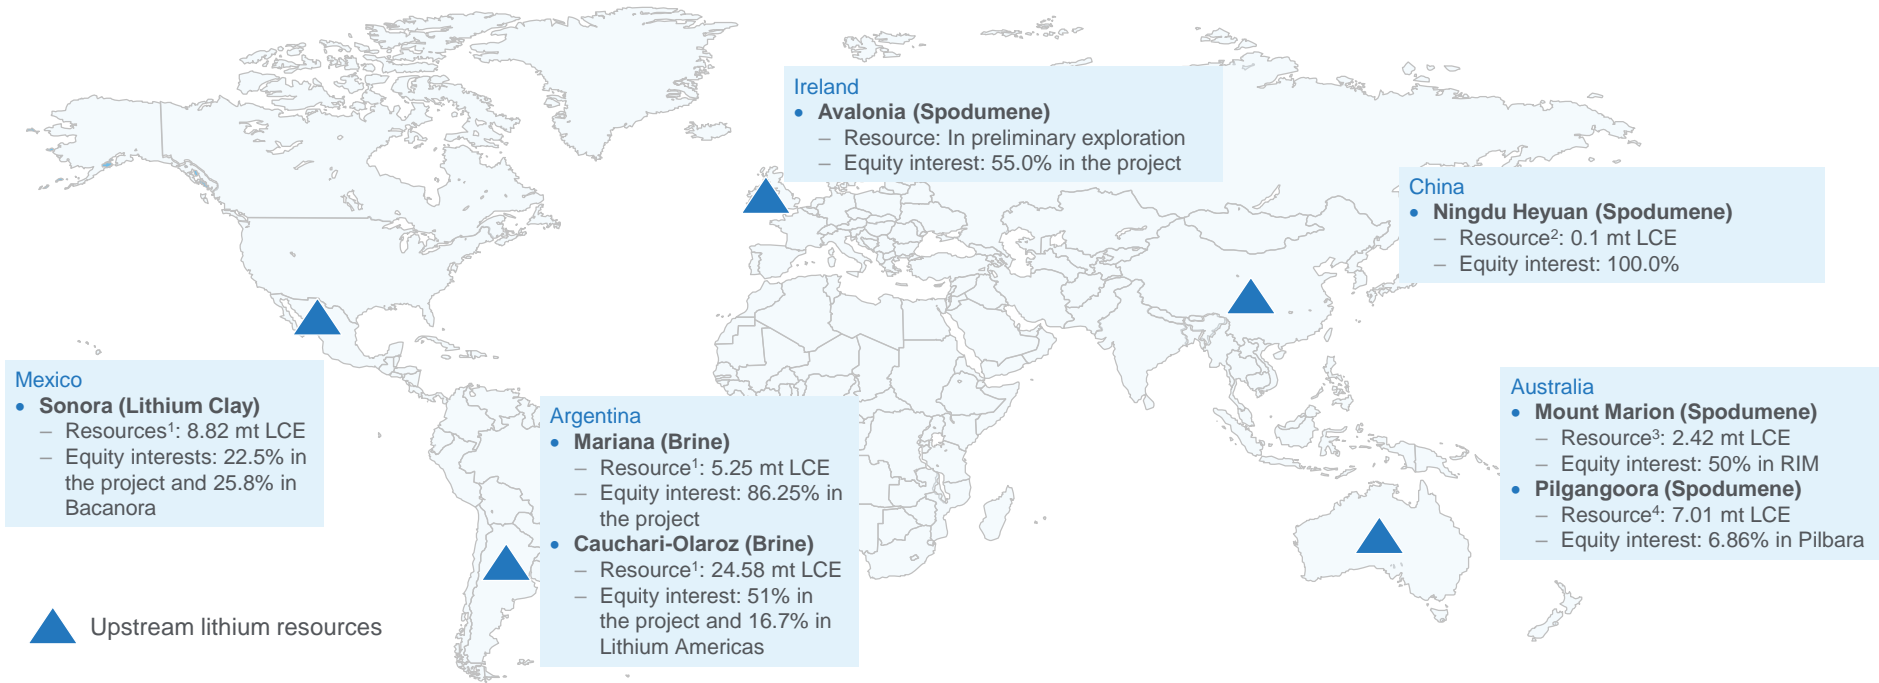 Ireland
• Avalonia (Spodumene)
– Resource: In preliminary exploration
– Equity interest: 55.0% in the project
China
• Ningdu Heyuan (Spodumene)
– Resource²: 0.1 mt LCE
– Equity interest: 100.0%
Mexico
• Sonora (Lithium Clay)
– Resources¹: 8.82 mt LCE
– Equity interests: 22.5% in
the project and 25.8% in
Bacanora
Argentina
• Mariana (Brine)
– Resource¹: 5.25 mt LCE
– Equity interest: 86.25% in
the project
• Cauchari-Olaroz (Brine)
– Resource¹: 24.58 mt LCE
– Equity interest: 51% in
the project and 16.7% in
Lithium Americas
Australia
• Mount Marion (Spodumene)
– Resource³: 2.42 mt LCE
– Equity interest: 50% in RIM
• Pilgangoora (Spodumene)
– Resource⁴: 7.01 mt LCE
– Equity interest: 6.86% in Pilbara
Upstream lithium resources